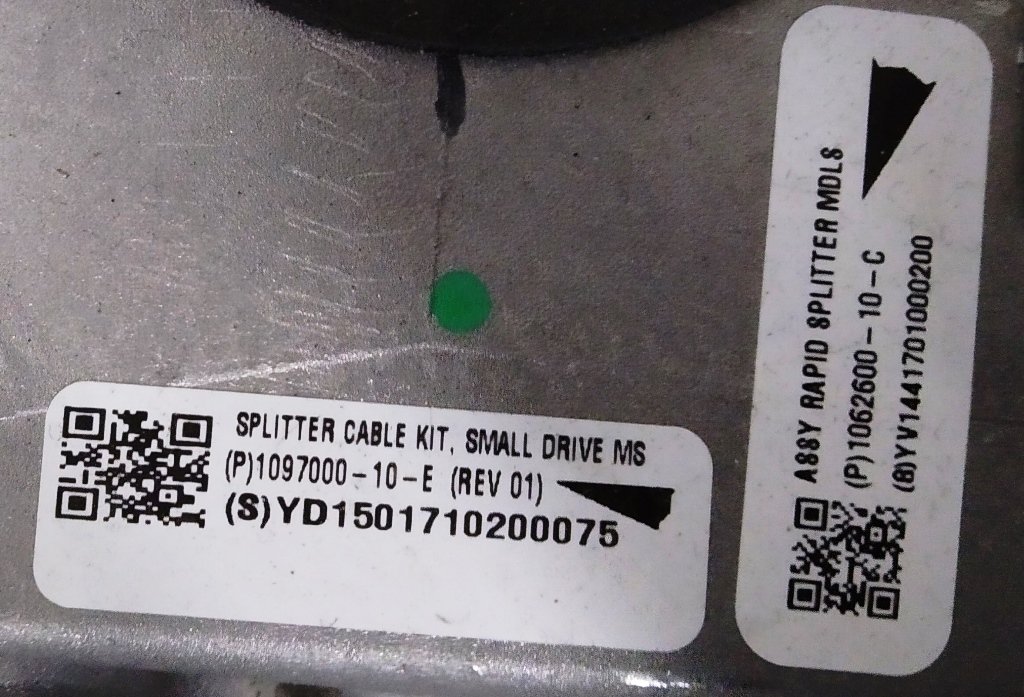 SPLITTER CABLE KIT, SMALL DRIVE MS
(P)1097000-10-E (REV 01)
(S)YD1501710200075
ASSY RAPID SPLITTER MDLS
(P)1062600-10-C
(S)YV1441701000200